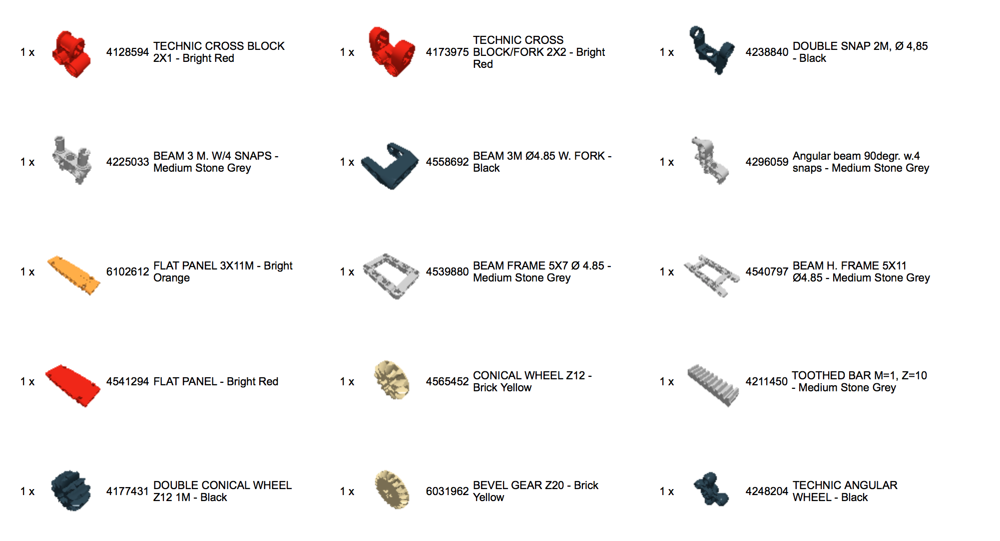 1 x 4128594 TECHNIC CROSS BLOCK
2X1 - Bright Red
1 x 4173975 TECHNIC CROSS
BLOCK/FORK 2X2 - Bright
Red
1 x 4238840 DOUBLE SNAP 2M, Ø 4,85
- Black
1 x 4225033 BEAM 3 M. W/4 SNAPS -
Medium Stone Grey
1 x 4558692 BEAM 3M Ø4.85 W. FORK -
Black
1 x 4296059 Angular beam 90degr. w.4
snaps - Medium Stone Grey
1 x 6102612 FLAT PANEL 3X11M - Bright
Orange
1 x 4539880 BEAM FRAME 5X7 Ø 4.85 -
Medium Stone Grey
1 x 4540797 BEAM H. FRAME 5X11
Ø4.85 - Medium Stone Grey
1 x 4541294 FLAT PANEL - Bright Red
1 x 4565452 CONICAL WHEEL Z12 -
Brick Yellow
1 x 4211450 TOOTHED BAR M=1, Z=10
- Medium Stone Grey
1 x 4177431 DOUBLE CONICAL WHEEL
Z12 1M - Black
1 x 6031962 BEVEL GEAR Z20 - Brick
Yellow
1 x 4248204 TECHNIC ANGULAR
WHEEL - Black